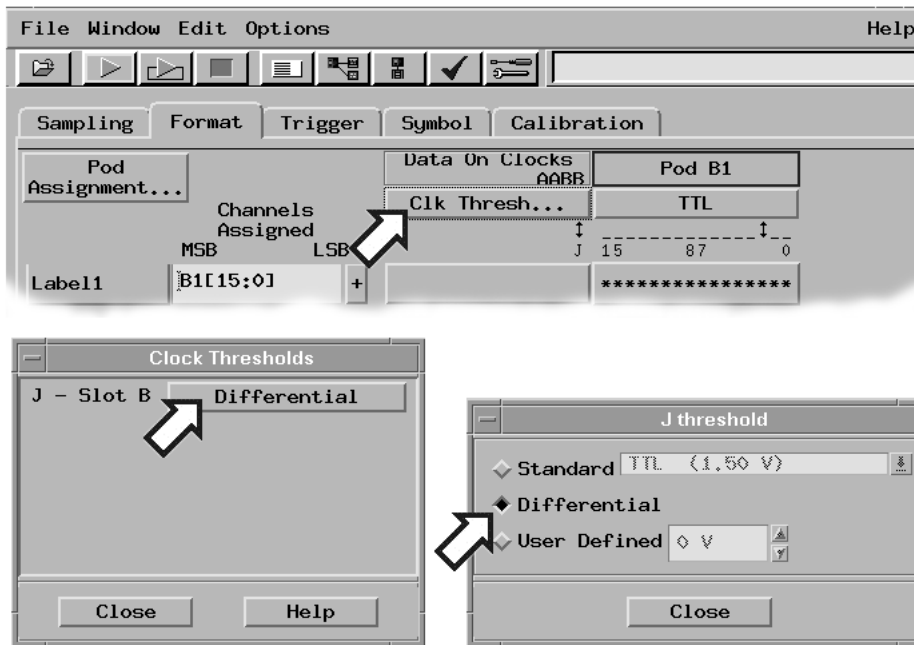 File Window Edit Options Help
Sampling Format Trigger Symbol Calibration
Pod Assignment...
Data On Clocks
AABB
Pod B1
Clk Thresh...
TTL
Channels
Assigned
MSB LSB
J 15 87 0
Label1 B1[15:0] + ****************
Clock Thresholds
J - Slot B Differential
Close Help
J threshold
Standard TTL (1.50 V)
Differential
User Defined 0 V
Close